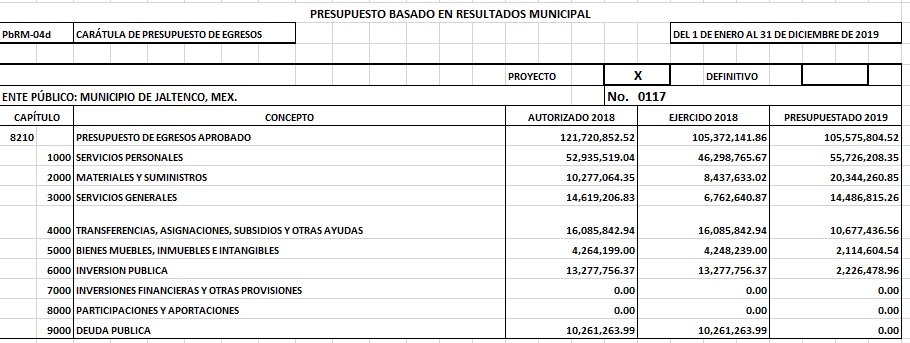 PRESUPUESTO BASADO EN RESULTADOS MUNICIPAL
PbRM-04d CARÁTULA DE PRESUPUESTO DE EGRESOS DEL 1 DE ENERO AL 31 DE DICIEMBRE DE 2019
PROYECTO X DEFINITIVO
ENTE PÚBLICO: MUNICIPIO DE JALTENCO, MEX. No. 0117
CAPÍTULO CONCEPTO AUTORIZADO 2018 EJERCIDO 2018 PRESUPUESTADO 2019
8210 PRESUPUESTO DE EGRESOS APROBADO 121,720,852.52 105,372,141.86 105,575,804.52
1000 SERVICIOS PERSONALES 52,935,519.04 46,298,765.67 55,726,208.35
2000 MATERIALES Y SUMINISTROS 10,277,064.35 8,437,633.02 20,344,260.85
3000 SERVICIOS GENERALES 14,619,206.83 6,762,640.87 14,486,815.26
4000 TRANSFERENCIAS, ASIGNACIONES, SUBSIDIOS Y OTRAS AYUDAS 16,085,842.94 16,085,842.94 10,677,436.56
5000 BIENES MUEBLES, INMUEBLES E INTANGIBLES 4,264,199.00 4,248,239.00 2,114,604.54
6000 INVERSION PUBLICA 13,277,756.37 13,277,756.37 2,226,478.96
7000 INVERSIONES FINANCIERAS Y OTRAS PROVISIONES 0.00 0.00 0.00
8000 PARTICIPACIONES Y APORTACIONES 0.00 0.00 0.00
9000 DEUDA PUBLICA 10,261,263.99 10,261,263.99 0.00